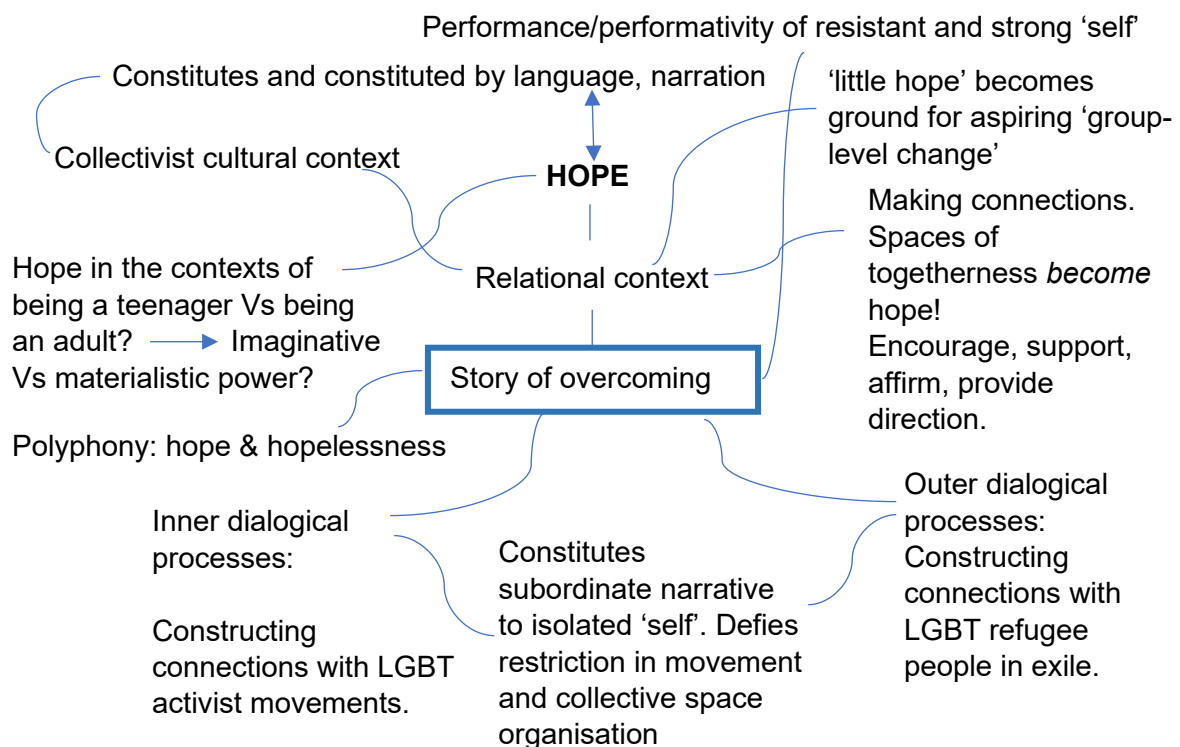 Performance/performativity of resistant and strong ‘self’
Constitutes and constituted by language, narration
‘little hope’ becomes
ground for aspiring ‘group-
level change’
Collectivist cultural context
HOPE
Making connections.
Spaces of
togetherness become
hope!
Encourage, support,
affirm, provide
direction.
Relational context
Hope in the contexts of
being a teenager Vs being
an adult? Imaginative
Vs materialistic power?
Story of overcoming
Polyphony: hope & hopelessness
Inner dialogical
processes:
Constructing
connections with LGBT
activist movements.
Constitutes
subordinate narrative
to isolated ‘self’. Defies
restriction in movement
and collective space
organisation
Outer dialogical
processes:
Constructing
connections with
LGBT refugee
people in exile.